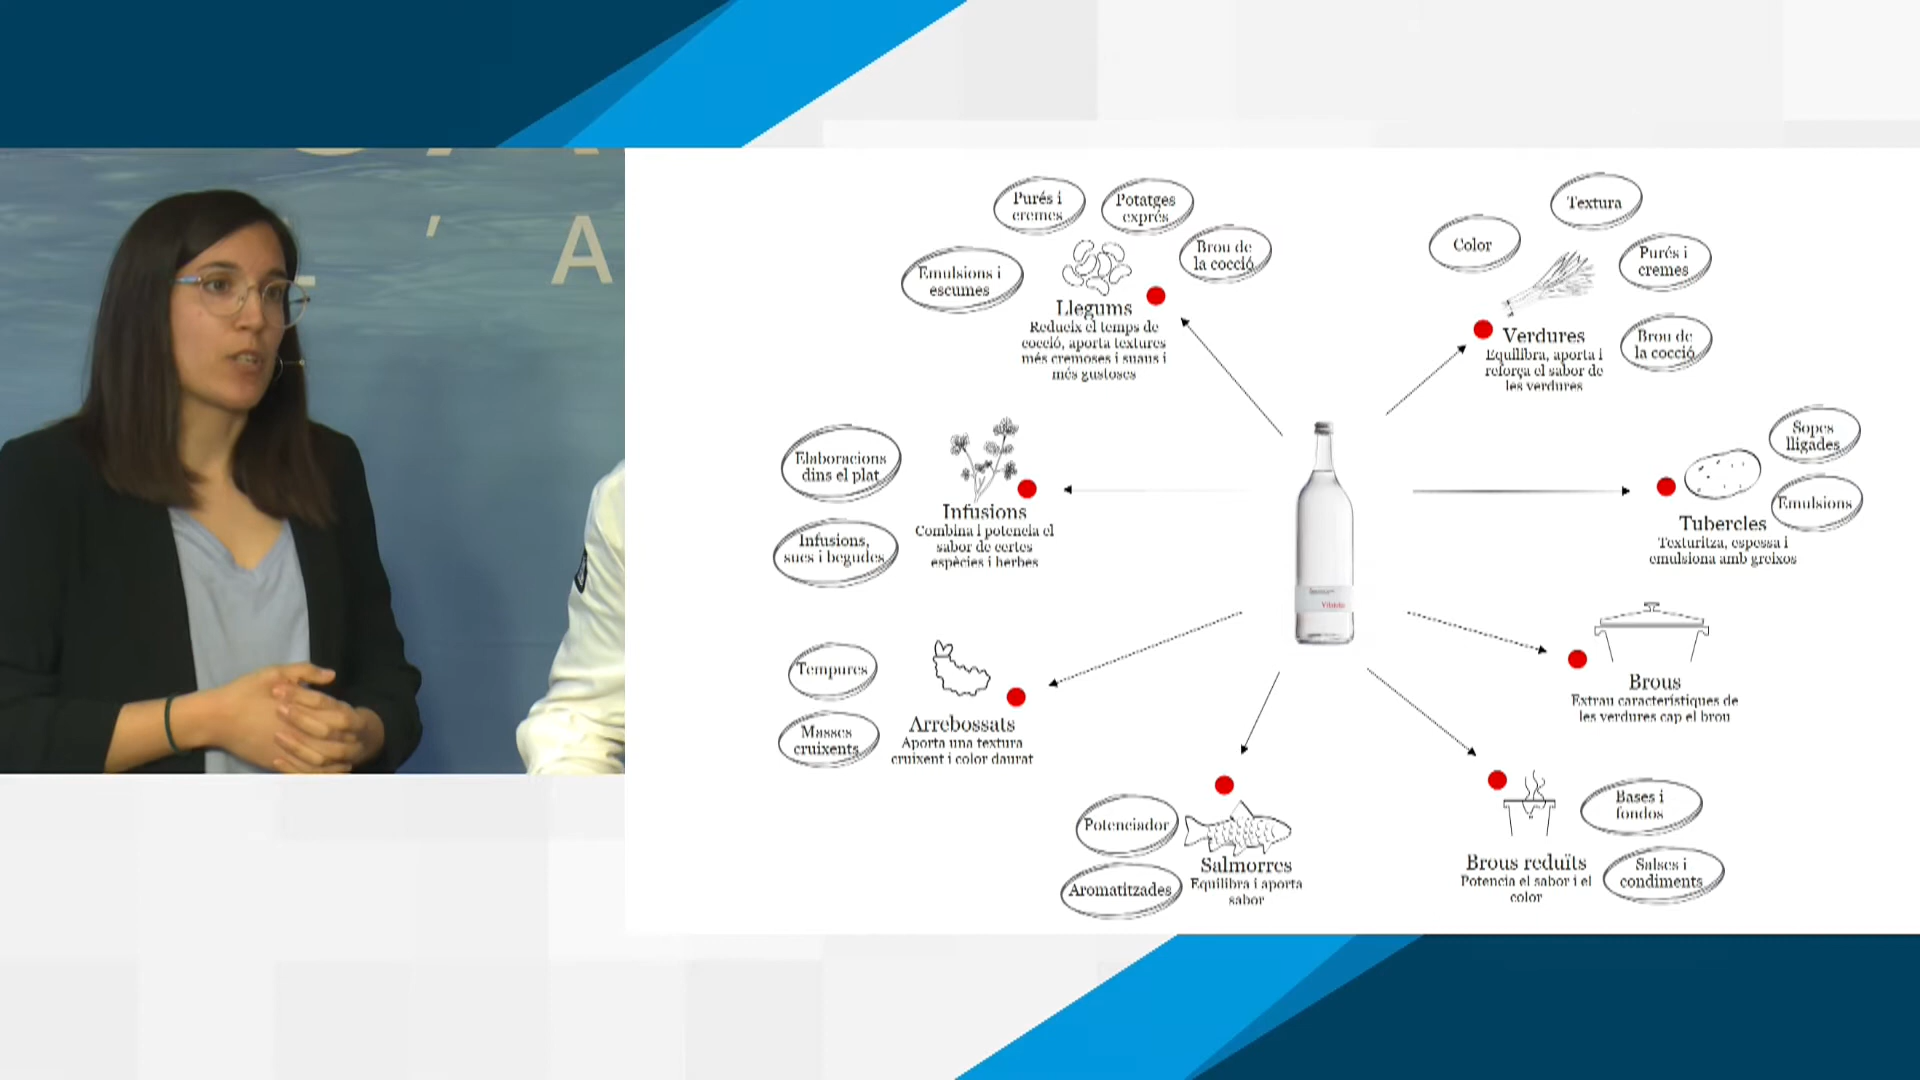 Purés i
cremes
Potatges
exprés
Brou de
la cocció
Emulsions i
escumes
Llegums
Redueix el temps de
cocció, aporta textures
més cremoses i suaus i
més gustoses
Textura
Color
Purés i
cremes
Brou de
la cocció
Verdures
Equilibra, aporta i
reforça el sabor de
les verdures
Elaboracions
dins el plat
Infusions,
sucs i begudes
Infusions
Combina i potencia el
sabor de certes
espècies i herbes
Sopes
lligades
Emulsions
Tubercles
Texturitza, espessa i
emulsiona amb greixos
Tempures
Masses
cruixents
Arrebossats
Aporta una textura
cruixent i color daurat
Brous
Extrau característiques de
les verdures cap el brou
Potenciador
Aromatitzades
Salmorres
Equilibra i aporta
sabor
Bases i
fondos
Salses i
condiments
Brous reduïts
Potencia el sabor i el
color
' A